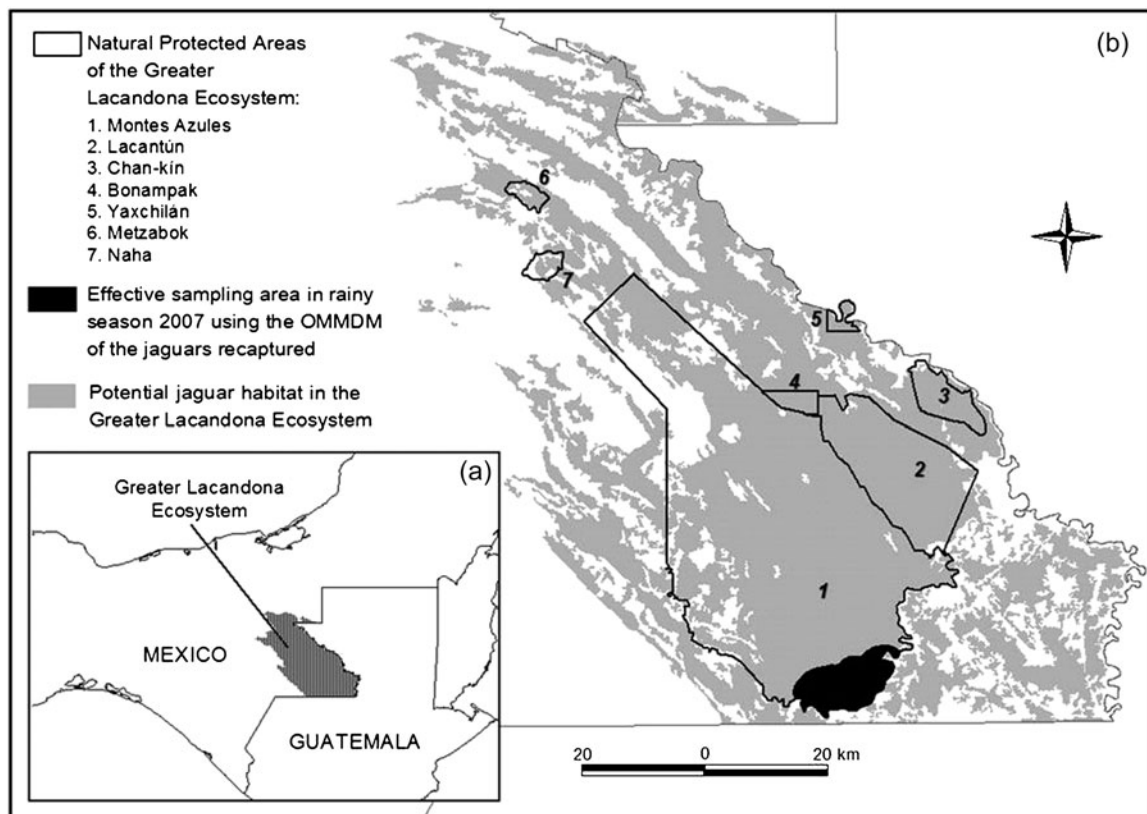 Natural Protected Areas
of the Greater
Lacandona Ecosystem:
1. Montes Azules
2. Lacantún
3. Chan-kín
4. Bonampak
5. Yaxchilán
6. Metzabok
7. Naha
Effective sampling area in rainy
season 2007 using the OMMDM
of the jaguars recaptured
Potential jaguar habitat in the
Greater Lacandona Ecosystem
(a)
Greater Lacandona
Ecosystem
MEXICO
GUATEMALA
(b)
6
7
5
4
3
2
1
20 0 20 km